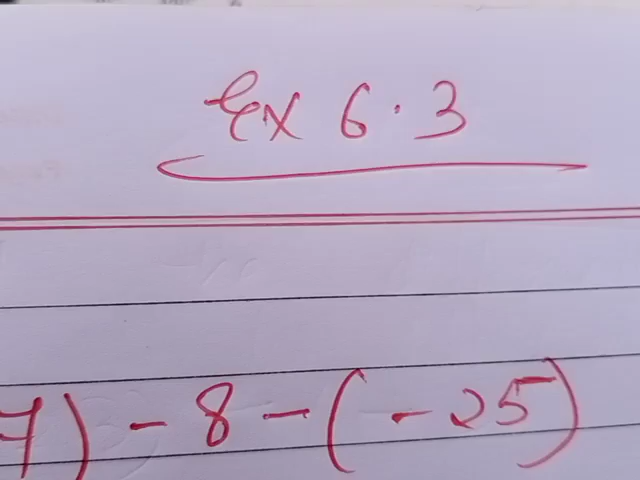 Ex 6.3
7) - 8 - (-25)